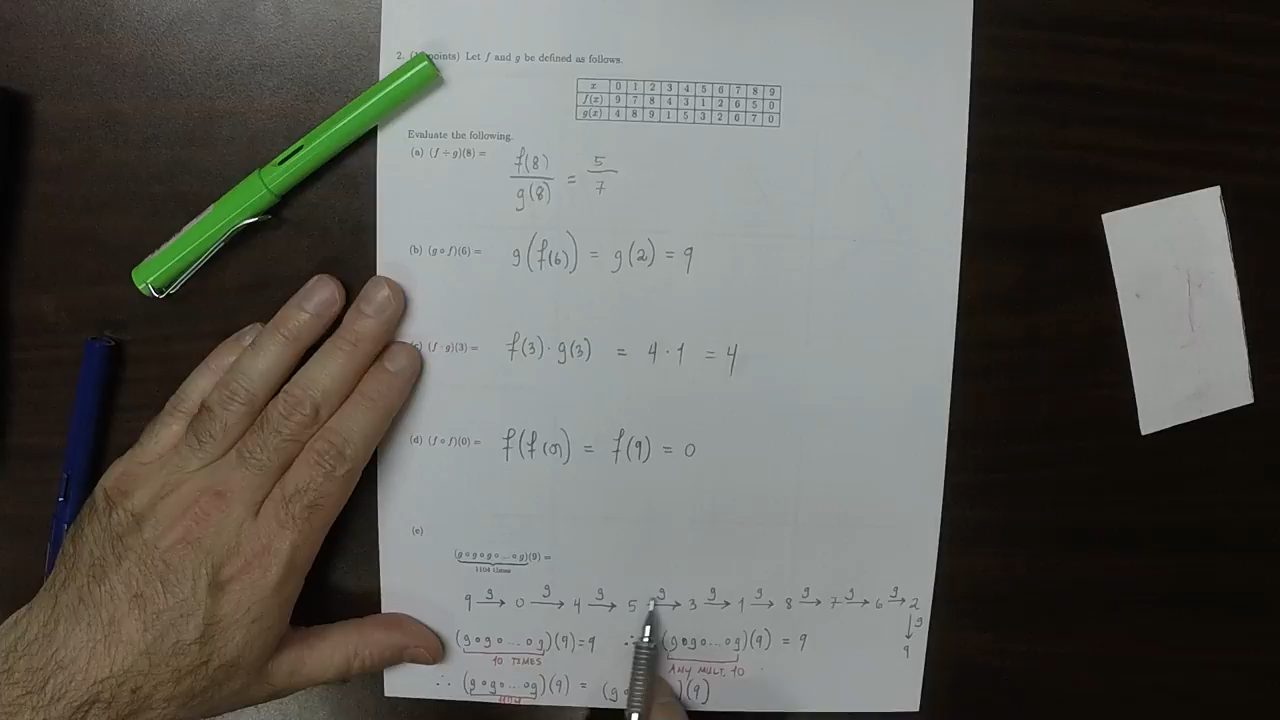 2. ( points) Let f and g be defined as follows.
x 0 1 2 3 4 5 6 7 8 9
f(x) 9 7 8 4 3 1 2 6 5 0
g(x) 4 8 9 1 5 3 2 6 7 0
Evaluate the following.
(a) (f ÷ g)(8) = f(8)/g(8) = 5/7
(b) (g ∘ f)(6) = g(f(6)) = g(2) = 9
(f · g)(3) = f(3) · g(3) = 4 · 1 = 4
(d) (f ∘ f)(0) = f(f(0)) = f(9) = 0
(e)
(g ∘ g ∘ g ∘ ... ∘ g)(9) =
1104 times
9 →g 0 →g 4 →g 5 →g 3 →g 1 →g 8 →g 7 →g 6 →g 2
↓ g
(g∘g∘...∘g)(9) = 9 ∴ (g∘g∘...∘g)(9) = 9
9
10 TIMES ANY MULT. 10
∴ (g∘g∘...∘g)(9) = (g )(9)